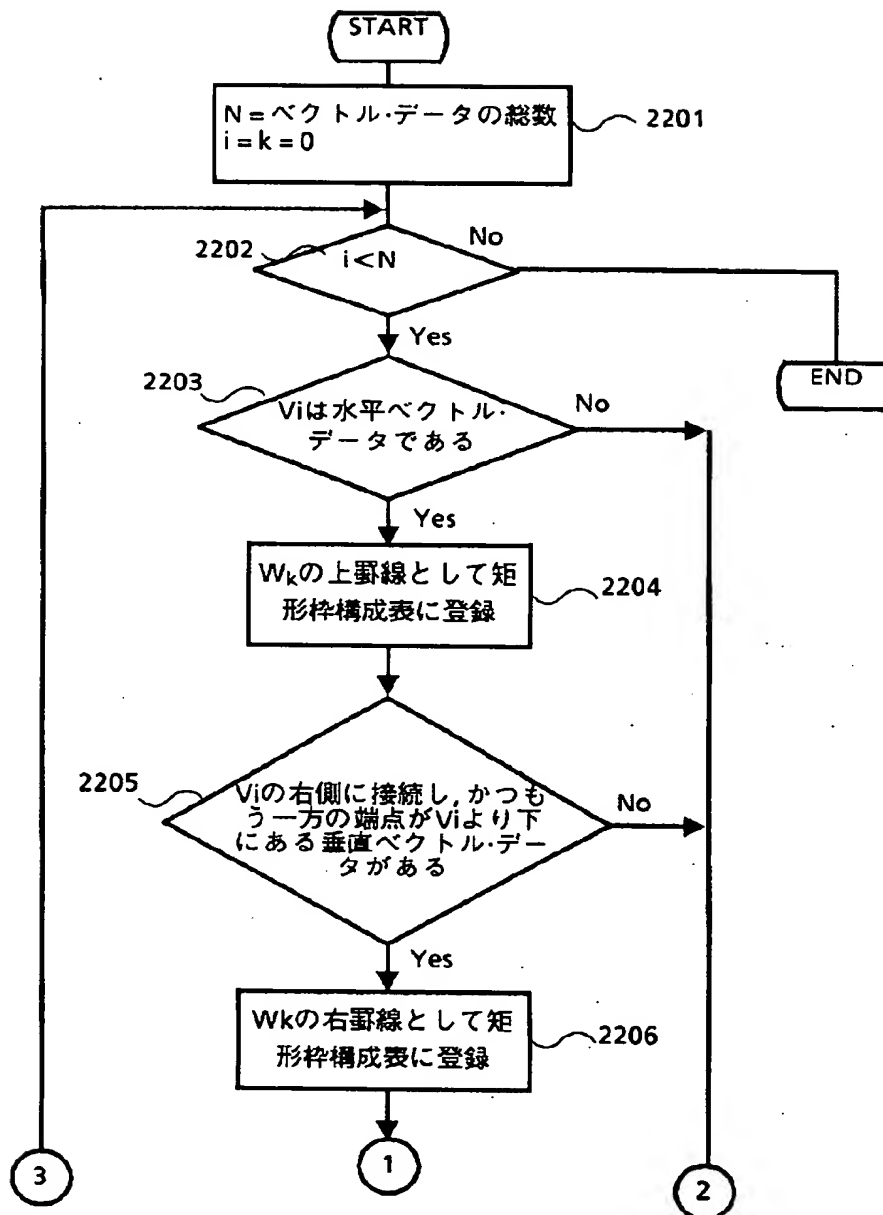 START
N=ベクトル・データの総数
i=k=0
2201
2202
i<N
No
Yes
END
2203
Viは水平ベクトル・
データである
No
Yes
Wkの上罫線として矩
形枠構成表に登録
2204
2205
Viの右側に接続し,かつも
う一方の端点がViより下
にある垂直ベクトル・デー
タがある
No
Yes
Wkの右罫線として矩
形枠構成表に登録
2206
3
1
2